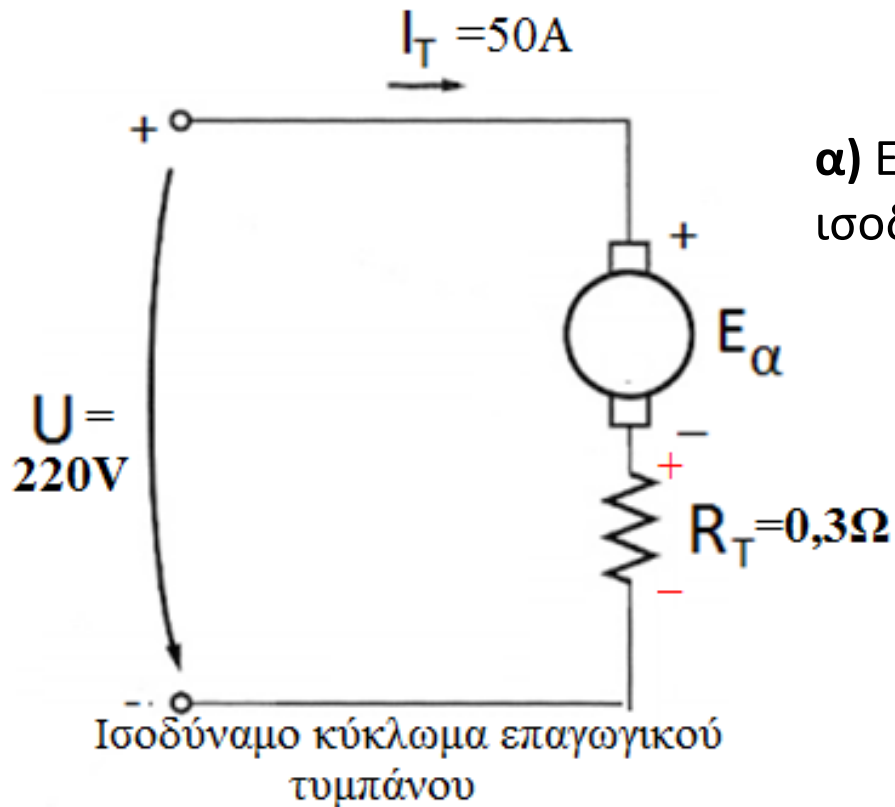 I_T =50A
+
α) Ε
ισοδ
+
E_α
U =
220V
−
+
R_T=0,3Ω
−
-
Ισοδύναμο κύκλωμα επαγωγικού
τυμπάνου